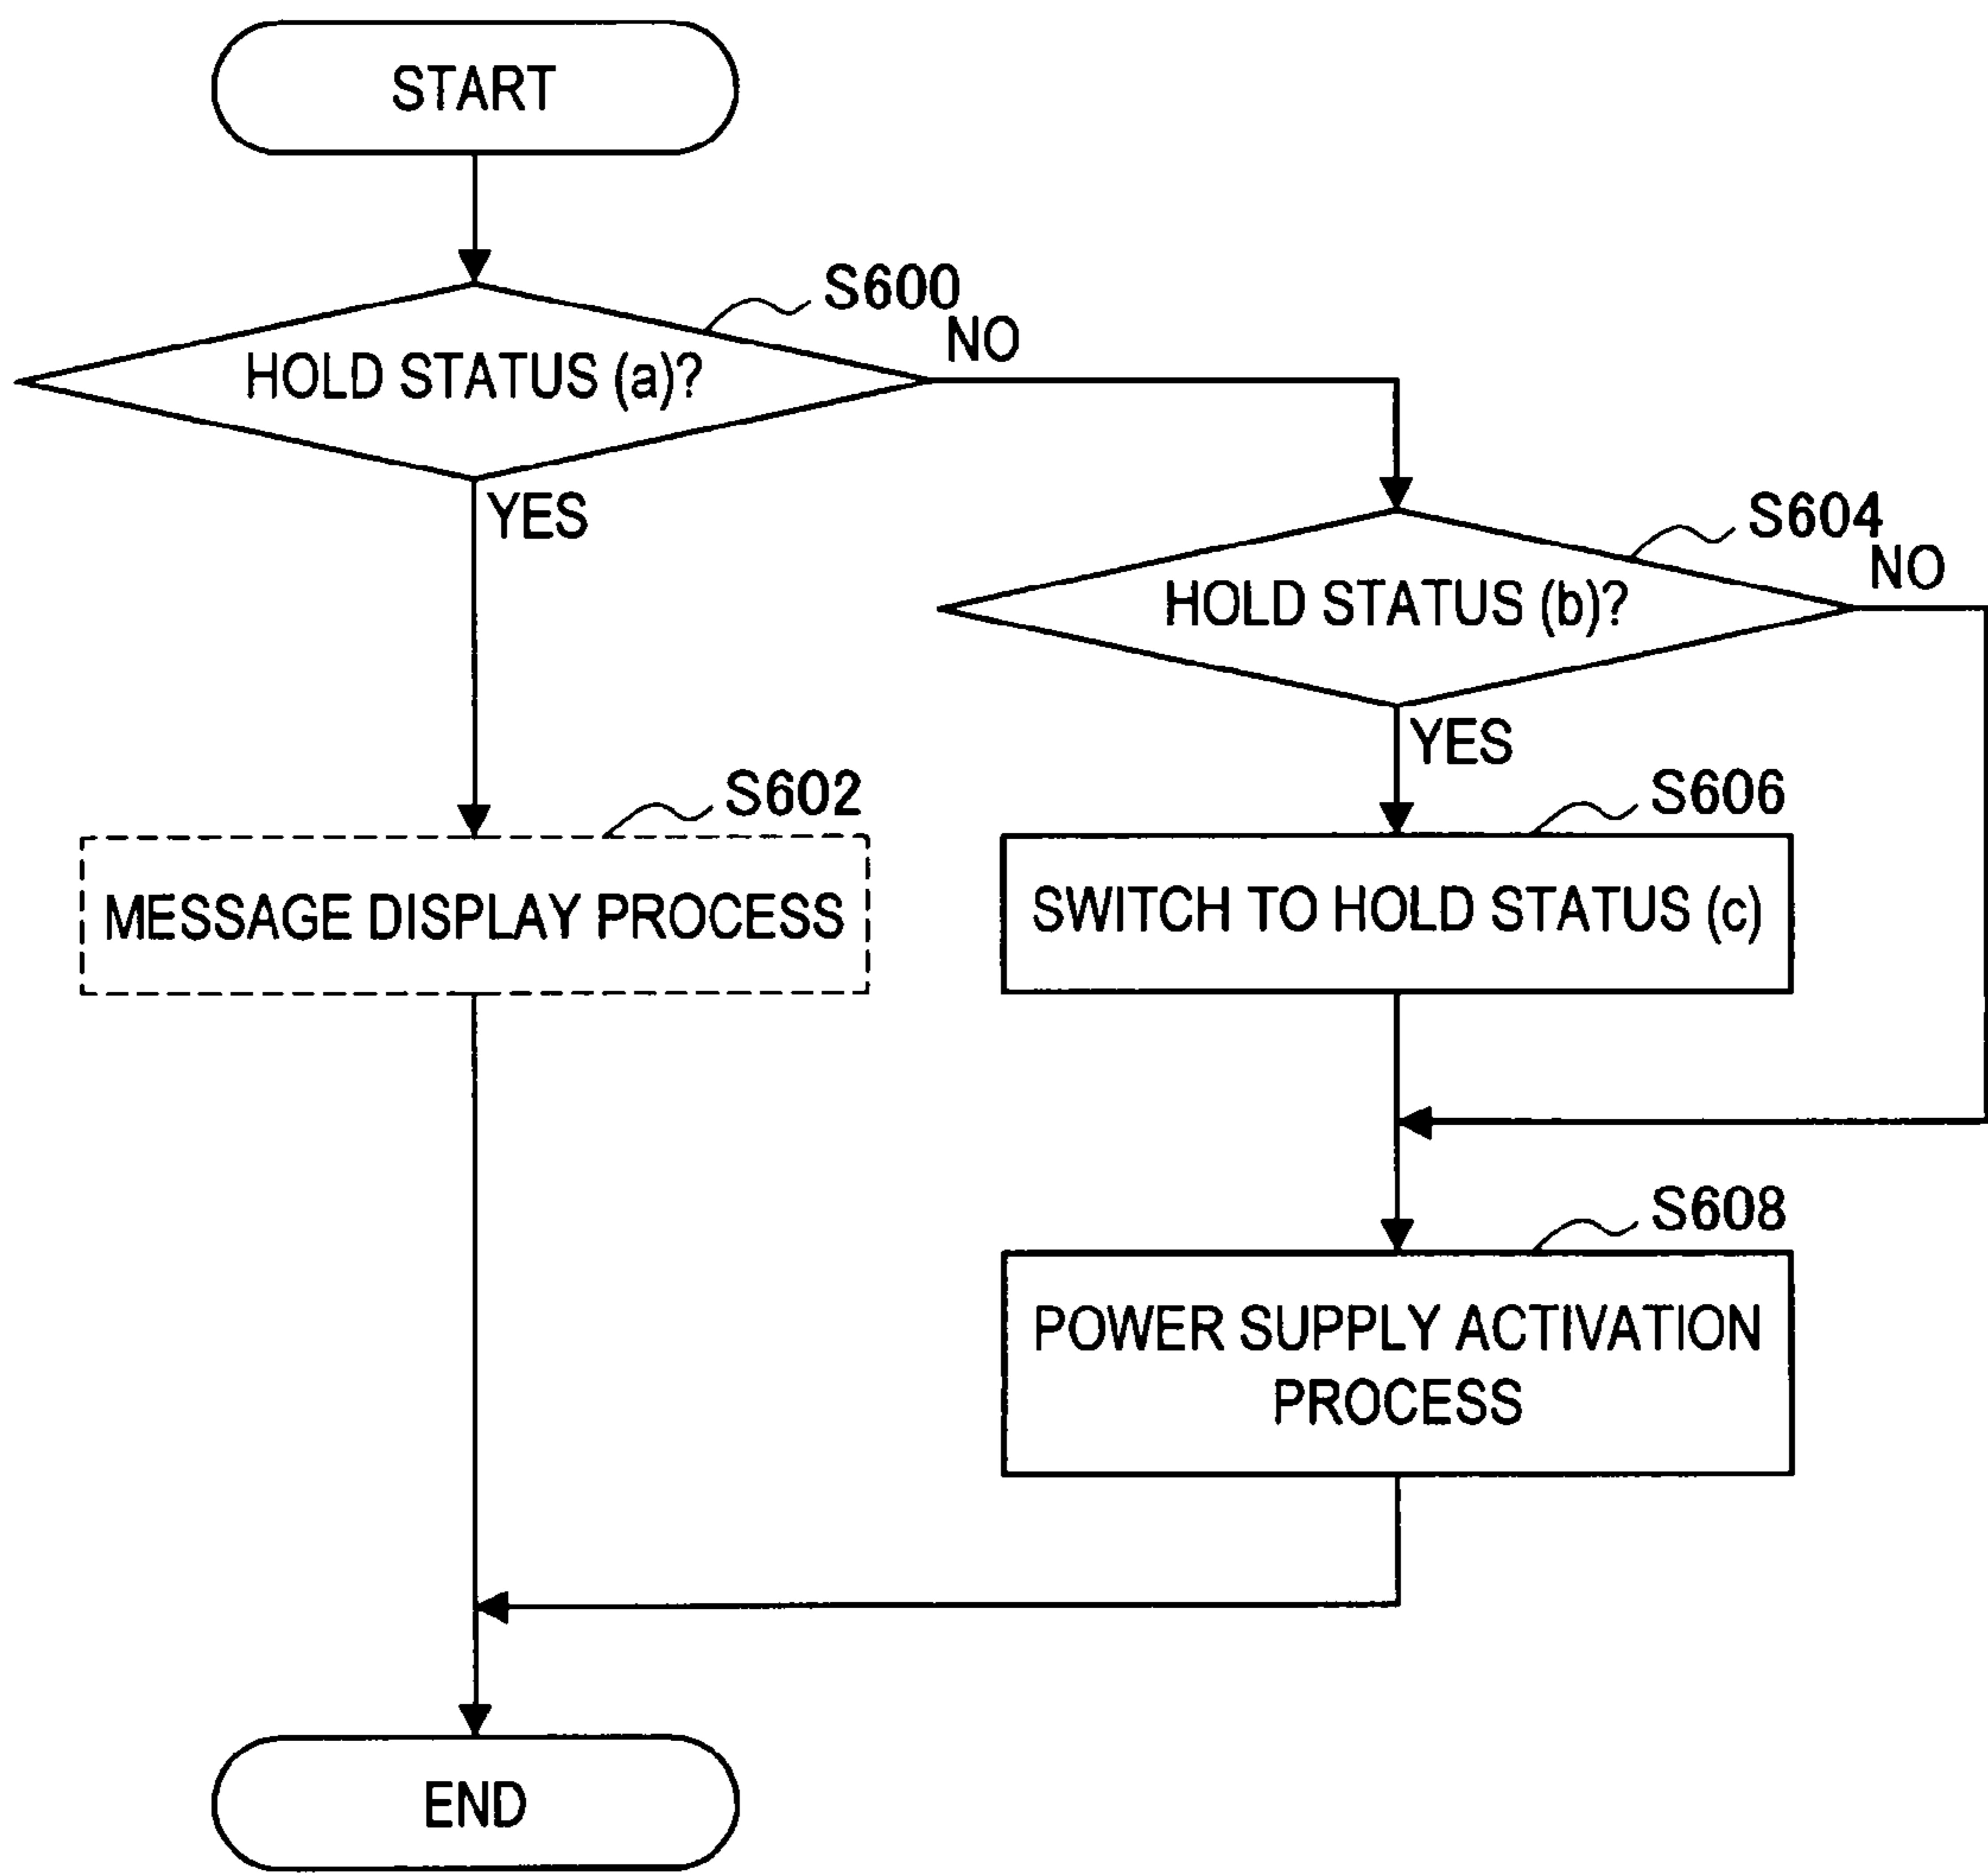 START
S600
HOLD STATUS (a)?
NO
YES
S604
HOLD STATUS (b)?
NO
YES
S602
MESSAGE DISPLAY PROCESS
S606
SWITCH TO HOLD STATUS (c)
S608
POWER SUPPLY ACTIVATION
PROCESS
END